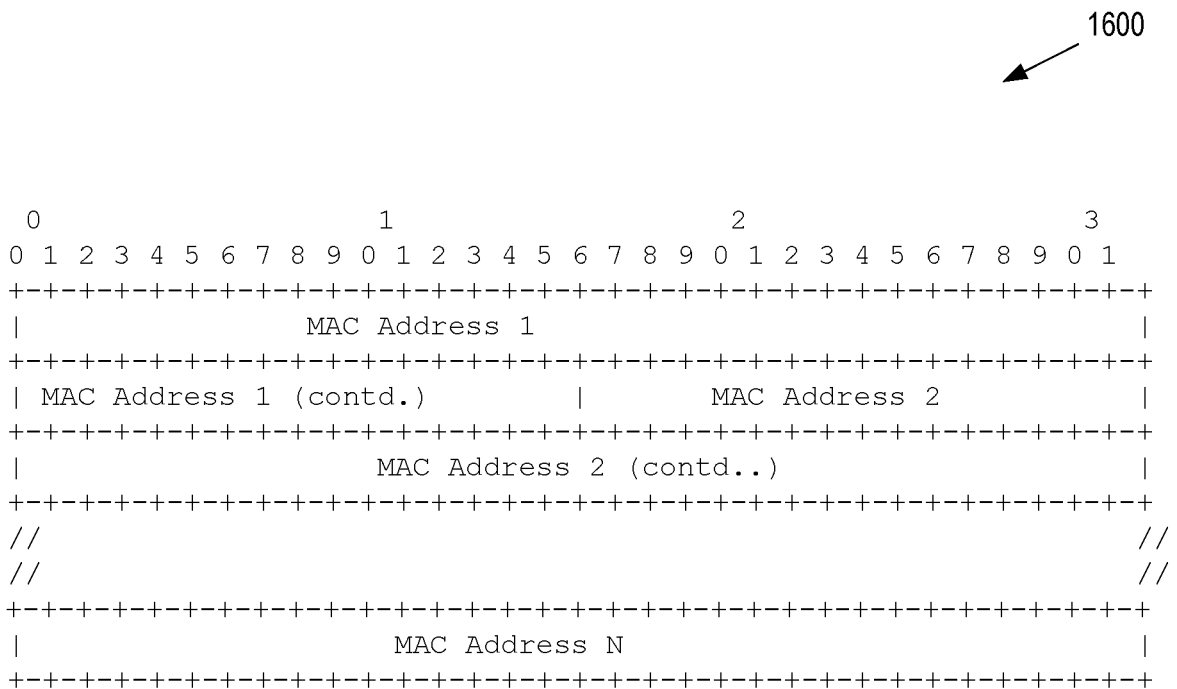 1600
0 1 2 3
0 1 2 3 4 5 6 7 8 9 0 1 2 3 4 5 6 7 8 9 0 1 2 3 4 5 6 7 8 9 0 1
+-+-+-+-+-+-+-+-+-+-+-+-+-+-+-+-+-+-+-+-+-+-+-+-+-+-+-+-+-+-+-+-+
| MAC Address 1 |
+-+-+-+-+-+-+-+-+-+-+-+-+-+-+-+-+-+-+-+-+-+-+-+-+-+-+-+-+-+-+-+-+
| MAC Address 1 (contd.) | MAC Address 2 |
+-+-+-+-+-+-+-+-+-+-+-+-+-+-+-+-+-+-+-+-+-+-+-+-+-+-+-+-+-+-+-+-+
| MAC Address 2 (contd..) |
+-+-+-+-+-+-+-+-+-+-+-+-+-+-+-+-+-+-+-+-+-+-+-+-+-+-+-+-+-+-+-+-+
// //
// //
+-+-+-+-+-+-+-+-+-+-+-+-+-+-+-+-+-+-+-+-+-+-+-+-+-+-+-+-+-+-+-+-+
| MAC Address N |
+-+-+-+-+-+-+-+-+-+-+-+-+-+-+-+-+-+-+-+-+-+-+-+-+-+-+-+-+-+-+-+-+